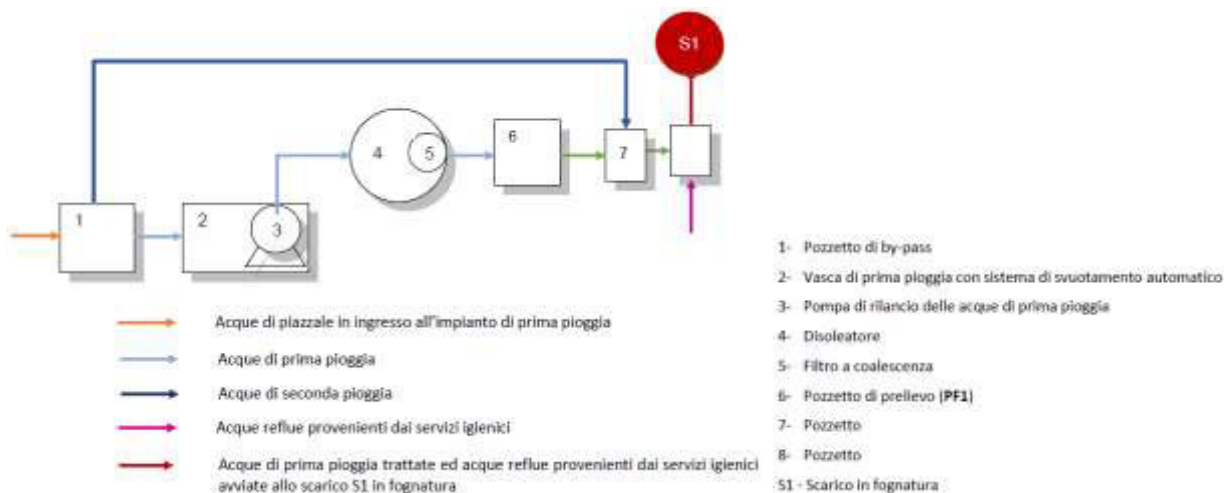 S1
1
2
3
4
5
6
7
Acque di piazzale in ingresso all'impianto di prima pioggia
Acque di prima pioggia
Acque di seconda pioggia
Acque reflue provenienti dai servizi igienici
Acque di prima pioggia trattate ed acque reflue provenienti dai servizi igienici
avviate allo scarico S1 in fognatura
1- Pozzetto di by-pass
2- Vasca di prima pioggia con sistema di svuotamento automatico
3- Pompa di rilancio delle acque di prima pioggia
4- Disoleatore
5- Filtro a coalescenza
6- Pozzetto di prelievo (PF1)
7- Pozzetto
8- Pozzetto
S1 - Scarico in fognatura